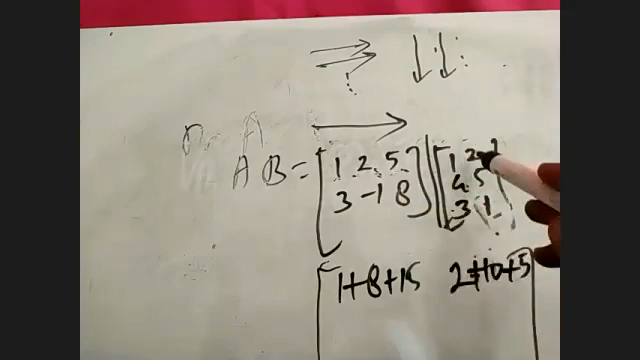 A
AB = [ 1 2 5 ] [ 1 2 ]
3 -1 8 4 5
3 1
1+8+15 2+10+5